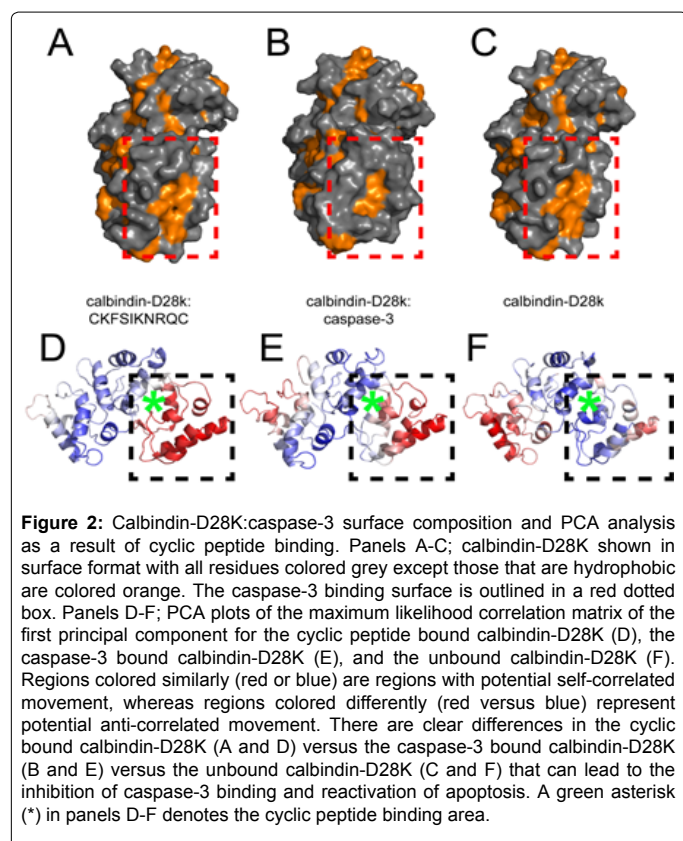 A B C
calbindin-D28k: calbindin-D28k: calbindin-D28k
CKFSIKNRQC caspase-3
D E F
* * *
Figure 2: Calbindin-D28K:caspase-3 surface composition and PCA analysis
as a result of cyclic peptide binding. Panels A-C; calbindin-D28K shown in
surface format with all residues colored grey except those that are hydrophobic
are colored orange. The caspase-3 binding surface is outlined in a red dotted
box. Panels D-F; PCA plots of the maximum likelihood correlation matrix of the
first principal component for the cyclic peptide bound calbindin-D28K (D), the
caspase-3 bound calbindin-D28K (E), and the unbound calbindin-D28K (F).
Regions colored similarly (red or blue) are regions with potential self-correlated
movement, whereas regions colored differently (red versus blue) represent
potential anti-correlated movement. There are clear differences in the cyclic
bound calbindin-D28K (A and D) versus the caspase-3 bound calbindin-D28K
(B and E) versus the unbound calbindin-D28K (C and F) that can lead to the
inhibition of caspase-3 binding and reactivation of apoptosis. A green asterisk
(*) in panels D-F denotes the cyclic peptide binding area.